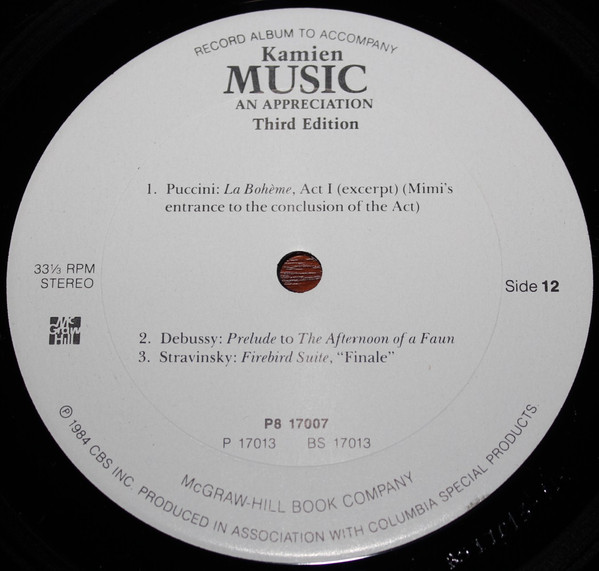 RECORD ALBUM TO ACCOMPANY
Kamien
MUSIC
AN APPRECIATION
Third Edition
1. Puccini: La Bohème, Act I (excerpt) (Mimi's
entrance to the conclusion of the Act)
33⅓ RPM
STEREO
Side 12
Mc
Graw
Hill
2. Debussy: Prelude to The Afternoon of a Faun
3. Stravinsky: Firebird Suite, “Finale”
P8 17007
P 17013 BS 17013
McGRAW-HILL BOOK COMPANY
℗ 1984 CBS INC. PRODUCED IN ASSOCIATION WITH COLUMBIA SPECIAL PRODUCTS